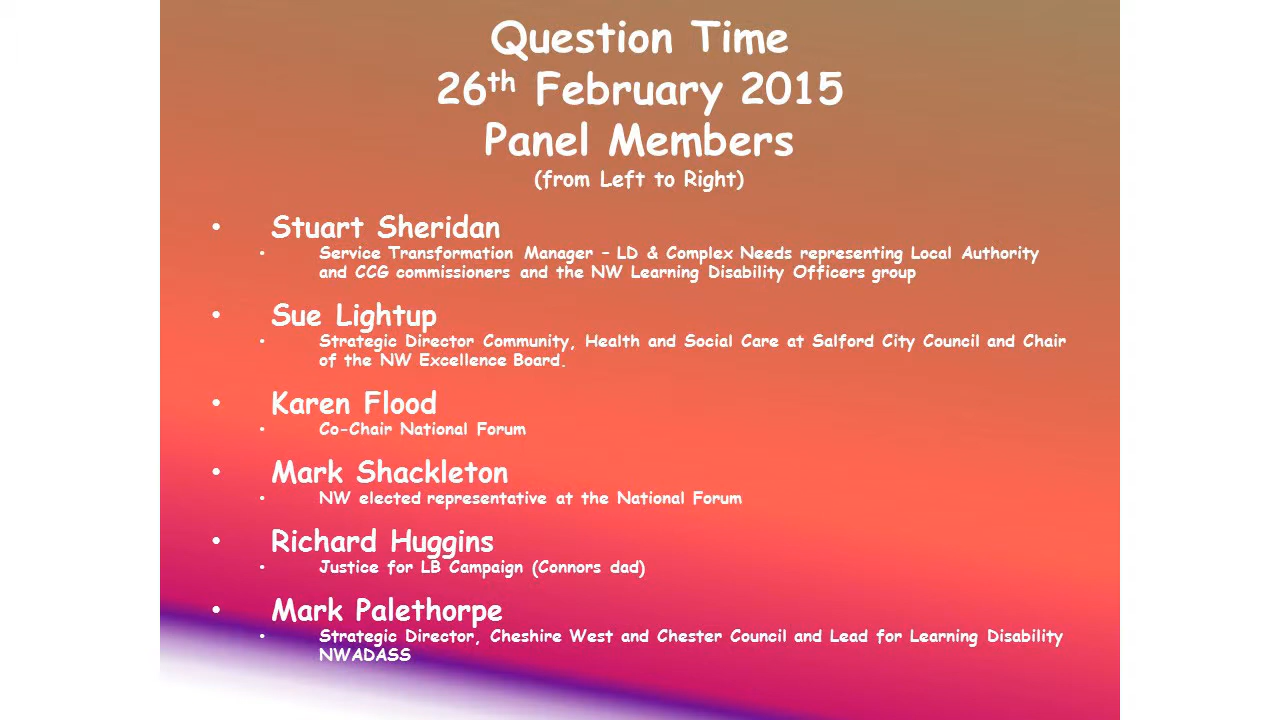 Question Time
26th February 2015
Panel Members
(from Left to Right)
• Stuart Sheridan
• Service Transformation Manager – LD & Complex Needs representing Local Authority
and CCG commissioners and the NW Learning Disability Officers group
• Sue Lightup
• Strategic Director Community, Health and Social Care at Salford City Council and Chair
of the NW Excellence Board.
• Karen Flood
• Co-Chair National Forum
• Mark Shackleton
• NW elected representative at the National Forum
• Richard Huggins
• Justice for LB Campaign (Connors dad)
• Mark Palethorpe
• Strategic Director, Cheshire West and Chester Council and Lead for Learning Disability
NWADASS